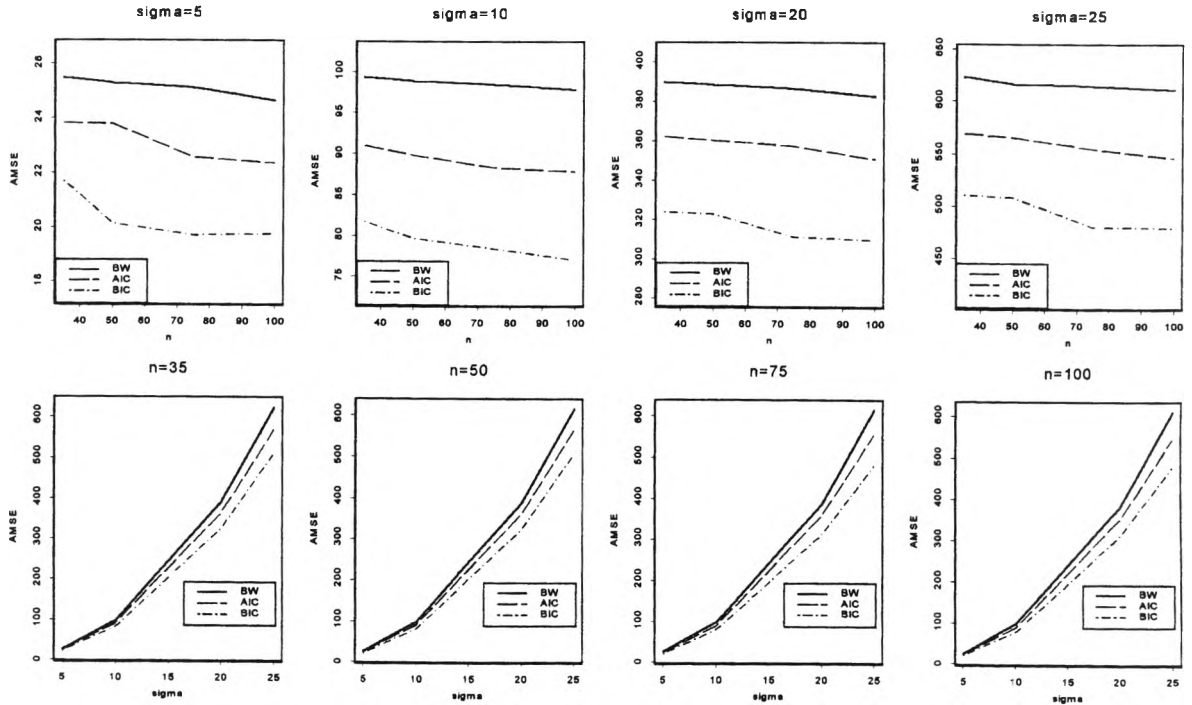 sigma=5
sigma=10
sigma=20
sigma=25
AMSE
18 20 22 24 26
BW
AIC
BIC
40 50 60 70 80 90 100
n
AMSE
75 80 85 90 95 100
BW
AIC
BIC
40 50 60 70 80 90 100
n
AMSE
280 300 320 340 360 380 400
BW
AIC
BIC
40 50 60 70 80 90 100
n
AMSE
450 500 550 600 650
BW
AIC
BIC
40 50 60 70 80 90 100
n
n=35
n=50
n=75
n=100
AMSE
0 100 200 300 400 500 600
BW
AIC
BIC
5 10 15 20 25
sigma
AMSE
0 100 200 300 400 500 600
BW
AIC
BIC
5 10 15 20 25
sigma
AMSE
0 100 200 300 400 500 600
BW
AIC
BIC
5 10 15 20 25
sigma
AMSE
0 100 200 300 400 500 600
BW
AIC
BIC
5 10 15 20 25
sigma